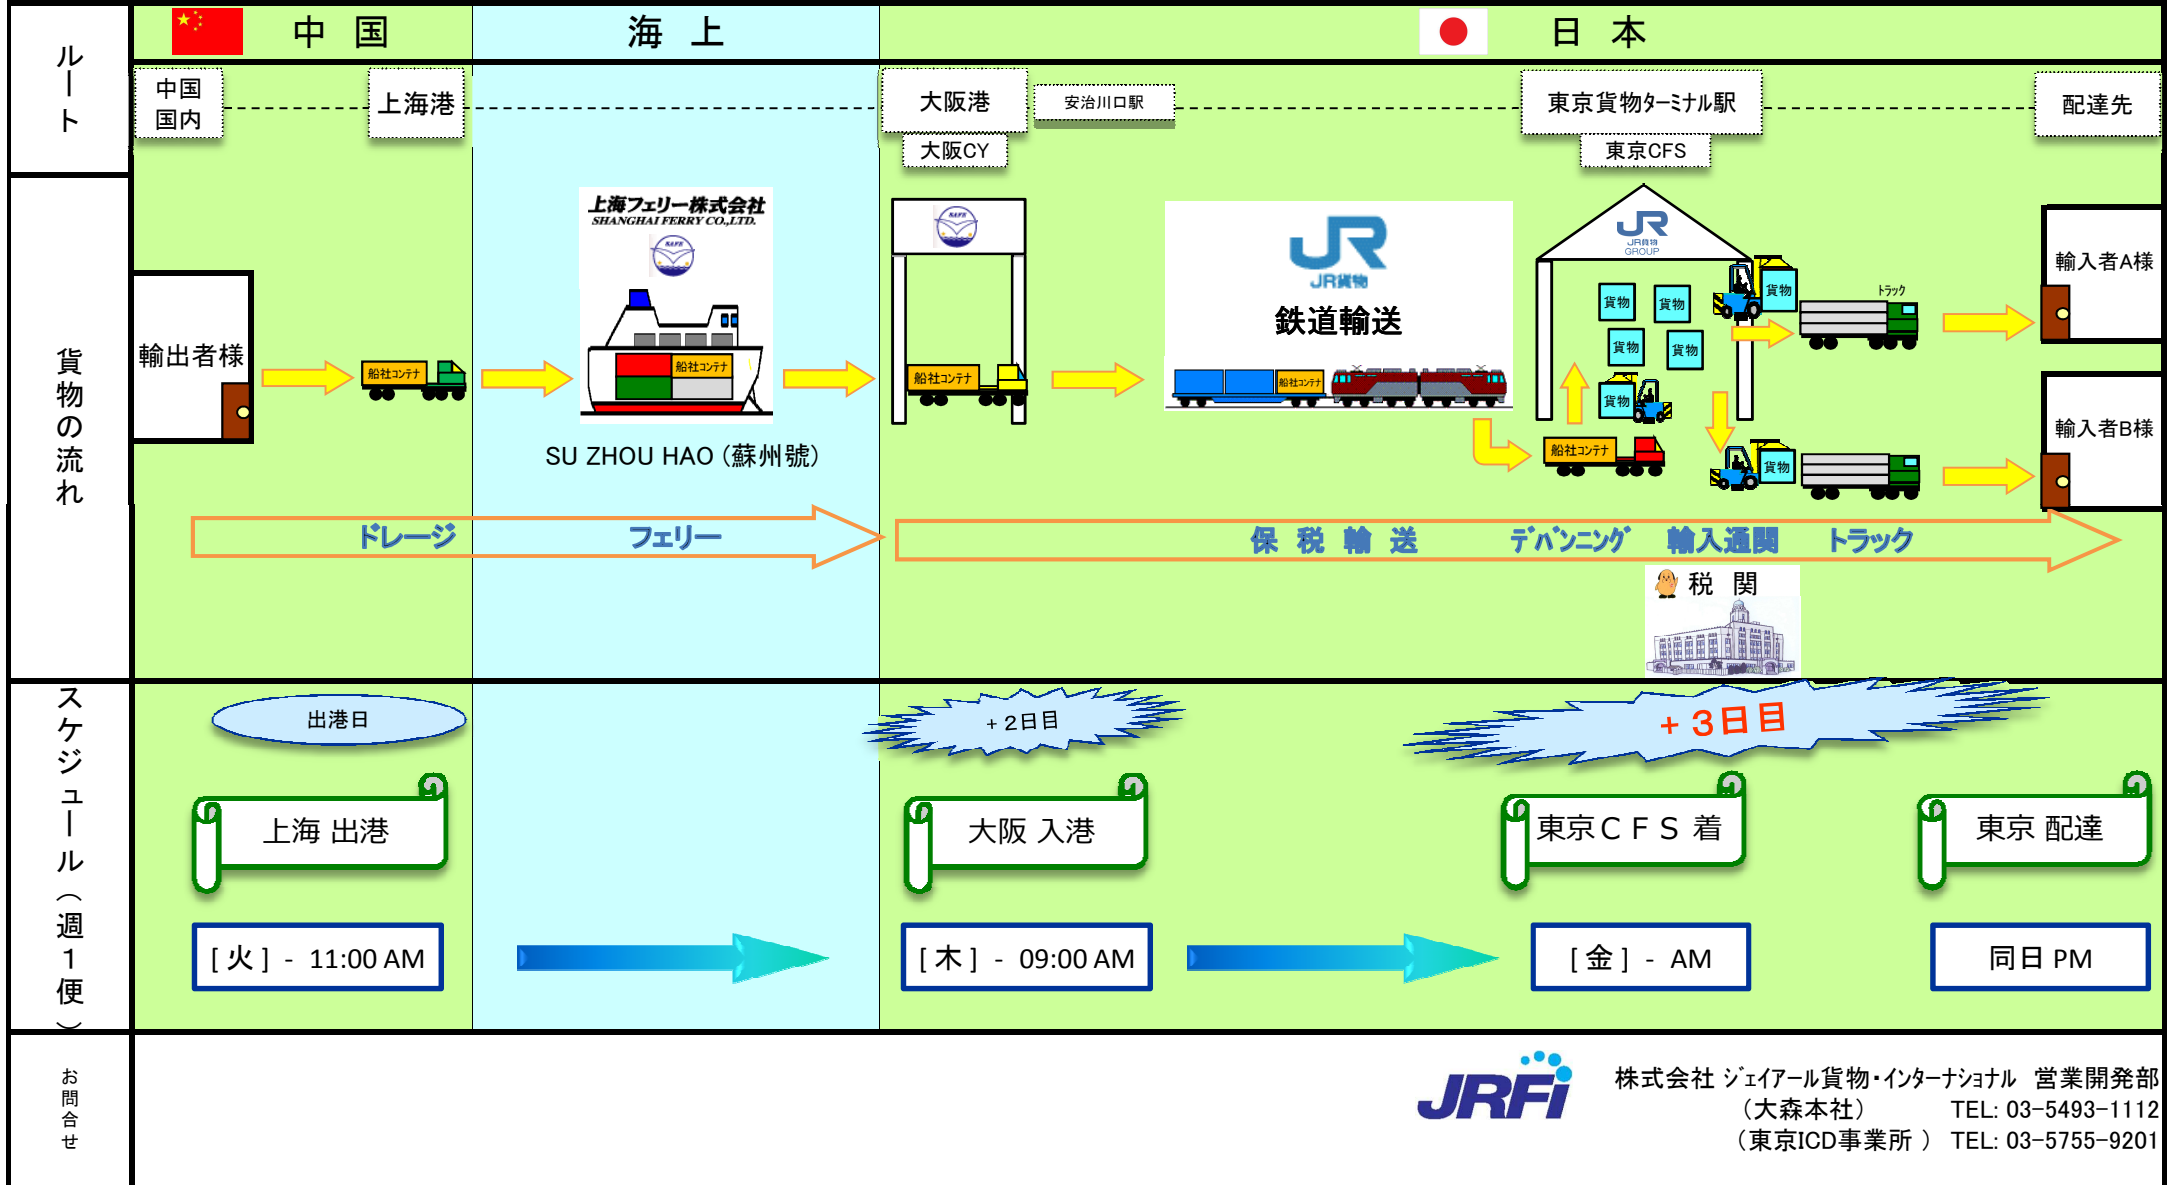 ルート
中 国
海 上
日 本
中国
国内
上海港
大阪港
大阪CY
安治川口駅
東京貨物ターミナル駅
東京CFS
配達先
貨物の流れ
輸出者様
船社コンテナ
上海フェリー株式会社
SHANGHAI FERRY CO.,LTD.
SAFE
船社コンテナ
SU ZHOU HAO (蘇州號)
SAFE
船社コンテナ
JR
JR貨物
鉄道輸送
船社コンテナ
JR
JR貨物
GROUP
貨物
貨物
貨物
貨物
貨物
貨物
貨物
船社コンテナ
トラック
輸入者A様
輸入者B様
ドレージ
フェリー
保 税 輸 送
デバンニング
輸入通関
トラック
税 関
スケジュール(週1便)
出港日
+ 2日目
+ 3日目
上海 出港
大阪 入港
東京CFS 着
東京 配達
[ 火 ] - 11:00 AM
[ 木 ] - 09:00 AM
[ 金 ] - AM
同日 PM
お問合せ
JRFi
株式会社 ジェイアール貨物・インターナショナル 営業開発部
(大森本社) TEL: 03-5493-1112
(東京ICD事業所 ) TEL: 03-5755-9201